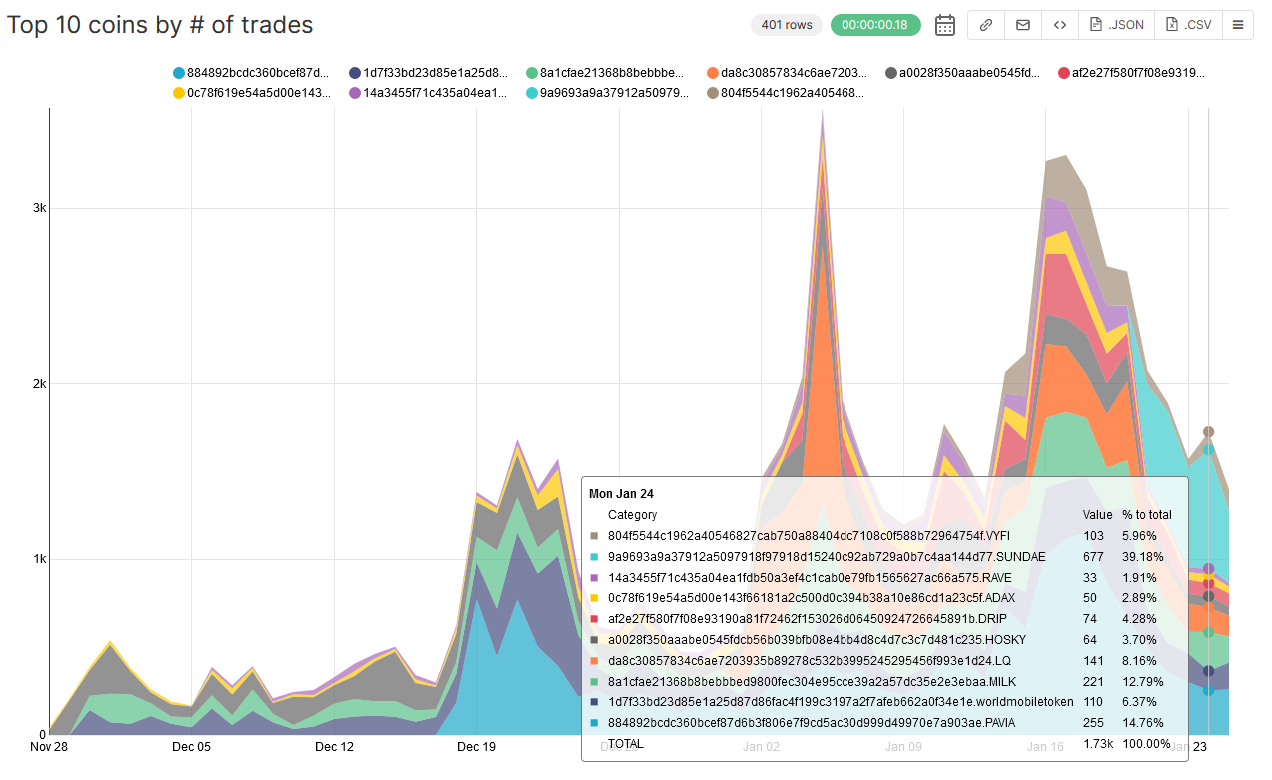 Top 10 coins by # of trades
401 rows
00:00:00.18
.JSON
.CSV
884892bcdc360bcef87d...
1d7f33bd23d85e1a25d8...
8a1cfae21368b8bebbbe...
da8c30857834c6ae7203...
a0028f350aaabe0545fd...
af2e27f580f7f08e9319...
0c78f619e54a5d00e143...
14a3455f71c435a04ea1...
9a9693a9a37912a50979...
804f5544c1962a405468...
3k
2k
1k
0
Mon Jan 24
Category Value % to total
804f5544c1962a40546827cab750a88404cc7108c0f588b72964754f.VYFI 103 5.96%
9a9693a9a37912a5097918f97918d15240c92ab729a0b7c4aa144d77.SUNDAE 677 39.18%
14a3455f71c435a04ea1fdb50a3ef4c1cab0e79fb1565627ac66a575.RAVE 33 1.91%
0c78f619e54a5d00e143f66181a2c500d0c394b38a10e86cd1a23c5f.ADAX 50 2.89%
af2e27f580f7f08e93190a81f72462f153026d06450924726645891b.DRIP 74 4.28%
a0028f350aaabe0545fdcb56b039bfb08e4bb4d8c4d7c3c7d481c235.HOSKY 64 3.70%
da8c30857834c6ae7203935b89278c532b3995245295456f993e1d24.LQ 141 8.16%
8a1cfae21368b8bebbbed9800fec304e95cce39a2a57dc35e2e3ebaa.MILK 221 12.79%
1d7f33bd23d85e1a25d87d86fac4f199c3197a2f7afeb662a0f34e1e.worldmobiletoken 110 6.37%
884892bcdc360bcef87d6b3f806e7f9cd5ac30d999d49970e7a903ae.PAVIA 255 14.76%
TOTAL 1.73k 100.00%
Nov 28 Dec 05 Dec 12 Dec 19 Dec 26 Jan 02 Jan 09 Jan 16 Jan 23